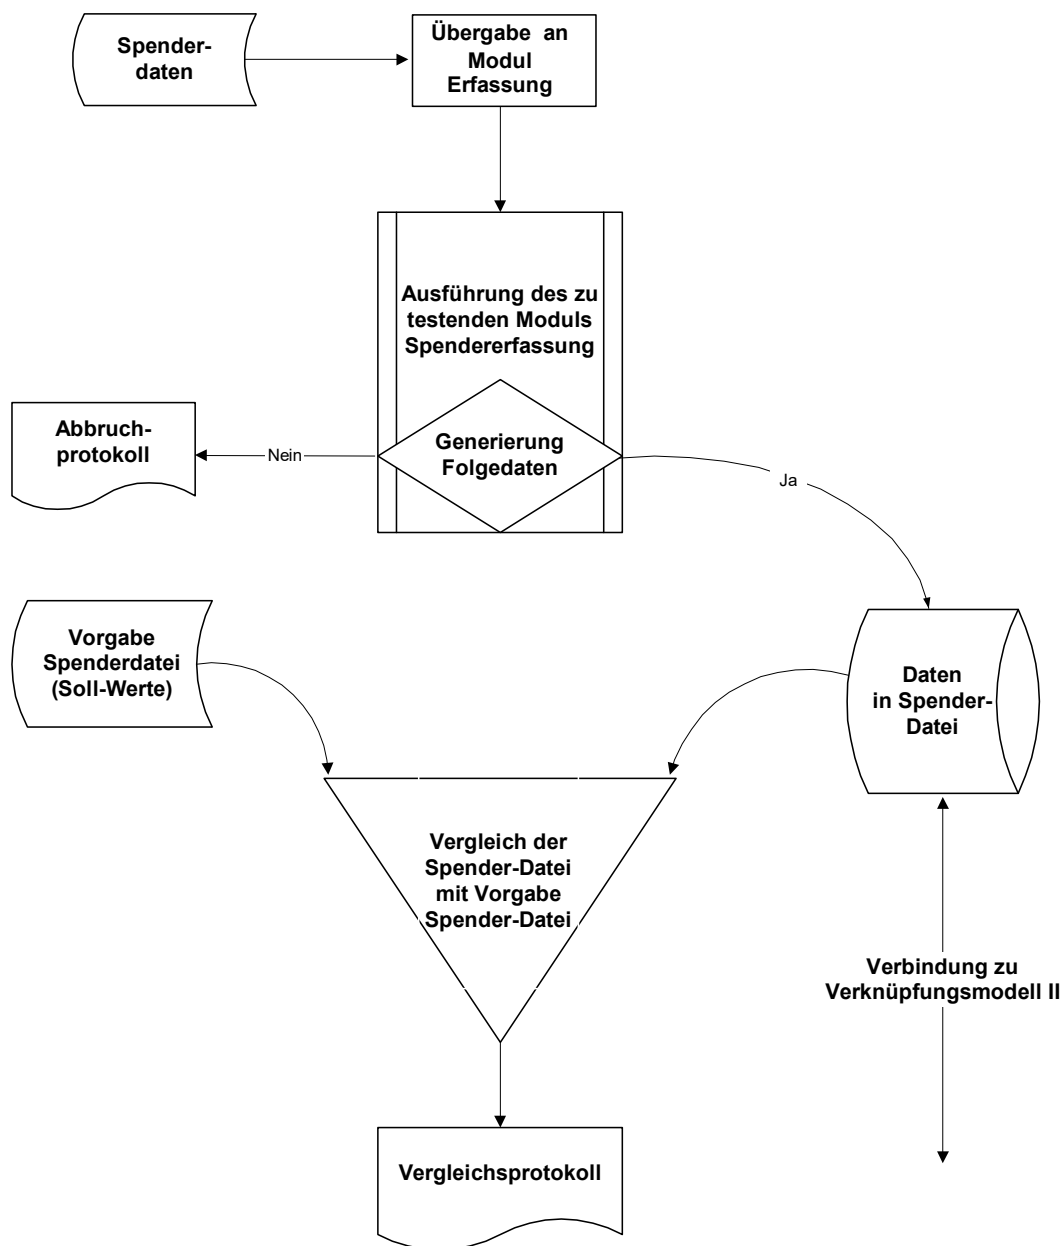 Spender-
daten
Übergabe an
Modul
Erfassung
Ausführung des zu
testenden Moduls
Spendererfassung
Abbruch-
protokoll
Nein
Generierung
Folgedaten
Ja
Vorgabe
Spenderdatei
(Soll-Werte)
Daten
in Spender-
Datei
Vergleich der
Spender-Datei
mit Vorgabe
Spender-Datei
Verbindung zu
Verknüpfungsmodell II
Vergleichsprotokoll